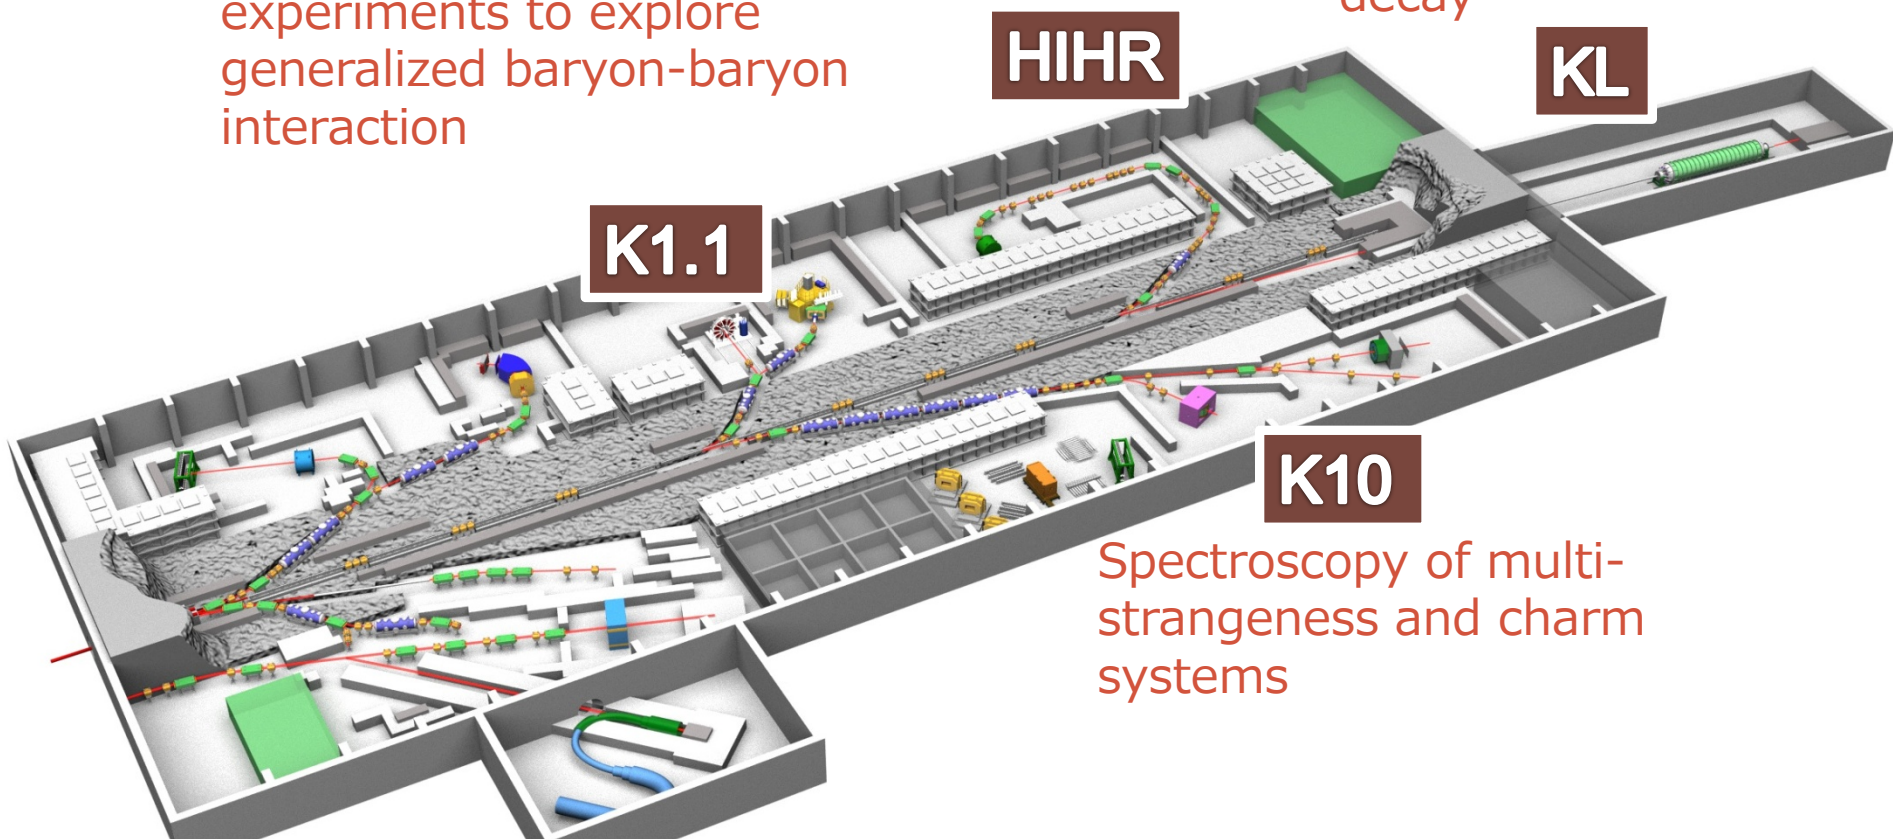 experiments to explore
generalized baryon-baryon
interaction
decay
HIHR
KL
K1.1
K10
Spectroscopy of multi-
strangeness and charm
systems